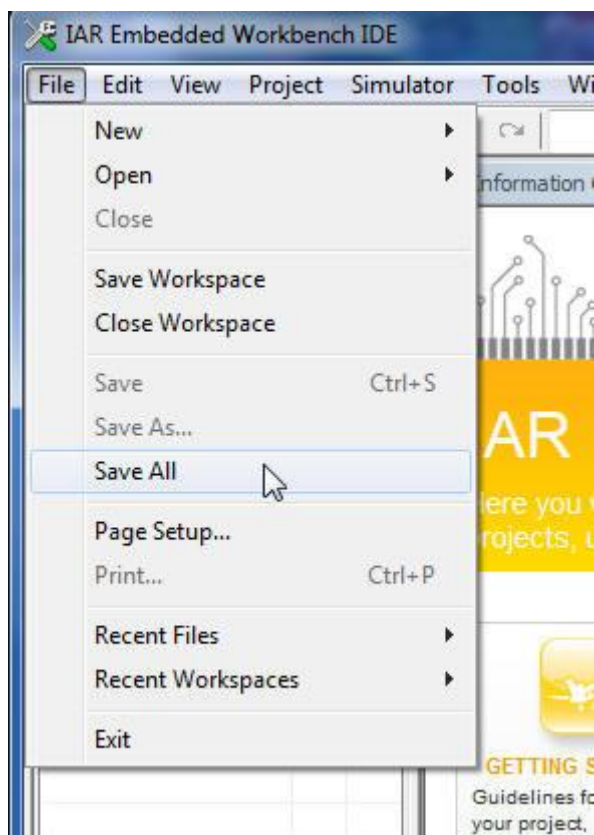 IAR Embedded Workbench IDE
File Edit View Project Simulator Tools
New
Open
Close
Save Workspace
Close Workspace
Save Ctrl+S
Save As...
Save All
Page Setup...
Print... Ctrl+P
Recent Files
Recent Workspaces
Exit
AR
you
GETTING
Guidelines
your project,